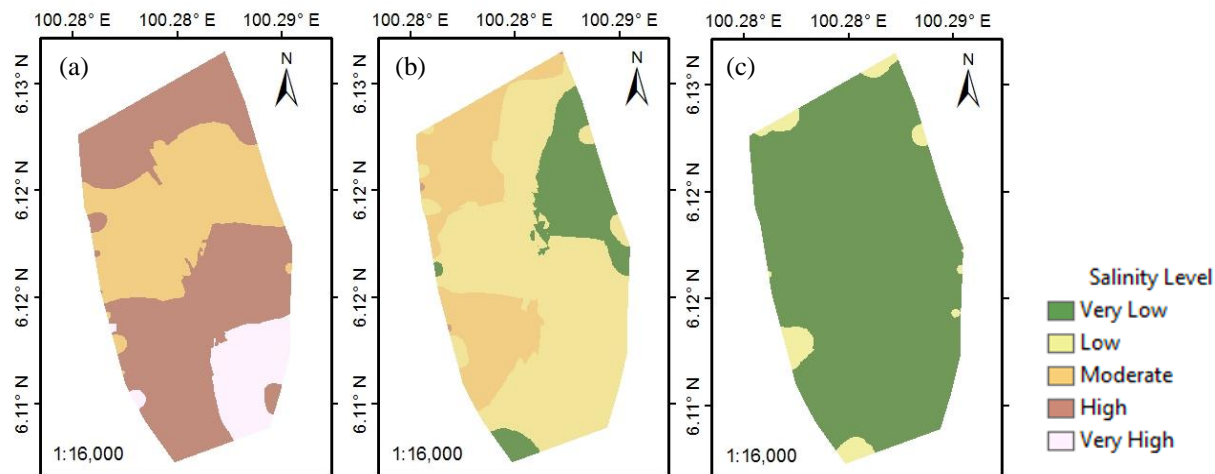 100.28° E 100.28° E 100.29° E 100.28° E 100.28° E 100.29° E 100.28° E 100.28° E 100.29° E
(a) N (b) N (c) N
6.13° N 6.13° N 6.13° N
6.12° N 6.12° N 6.12° N
6.12° N 6.12° N 6.12° N
6.11° N 6.11° N 6.11° N
1:16,000 1:16,000 1:16,000
Salinity Level
Very Low
Low
Moderate
High
Very High